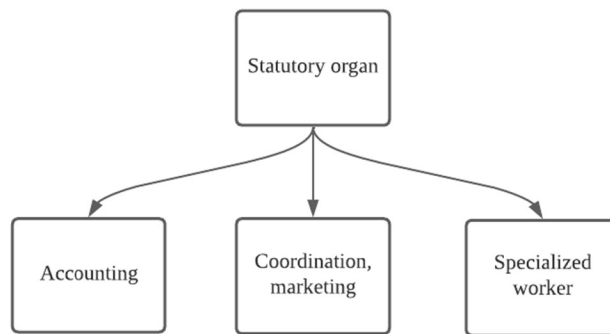 Statutory organ
Accounting
Coordination,
marketing
Specialized
worker